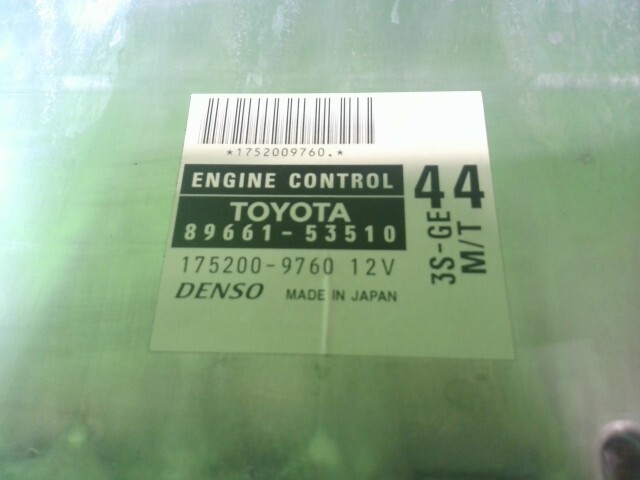 *1752009760.*
ENGINE CONTROL
TOYOTA
89661-53510
175200-9760 12V
DENSO MADE IN JAPAN
44
3S-GE
M/T